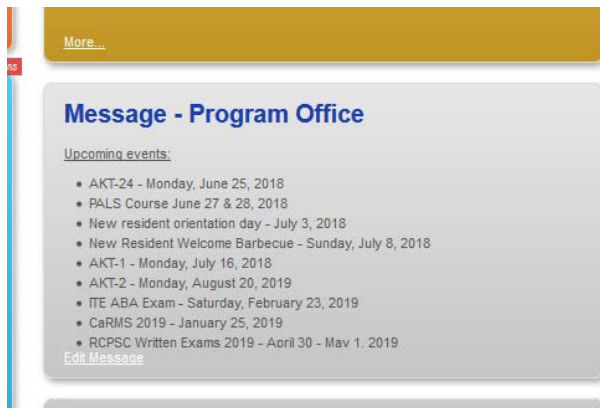 More...
ns
Message - Program Office
Upcoming events:
• AKT-24 - Monday, June 25, 2018
• PALS Course June 27 & 28, 2018
• New resident orientation day - July 3, 2018
• New Resident Welcome Barbecue - Sunday, July 8, 2018
• AKT-1 - Monday, July 16, 2018
• AKT-2 - Monday, August 20, 2019
• ITE ABA Exam - Saturday, February 23, 2019
• CaRMS 2019 - January 25, 2019
• RCPSC Written Exams 2019 - April 30 - May 1, 2019
Edit Message